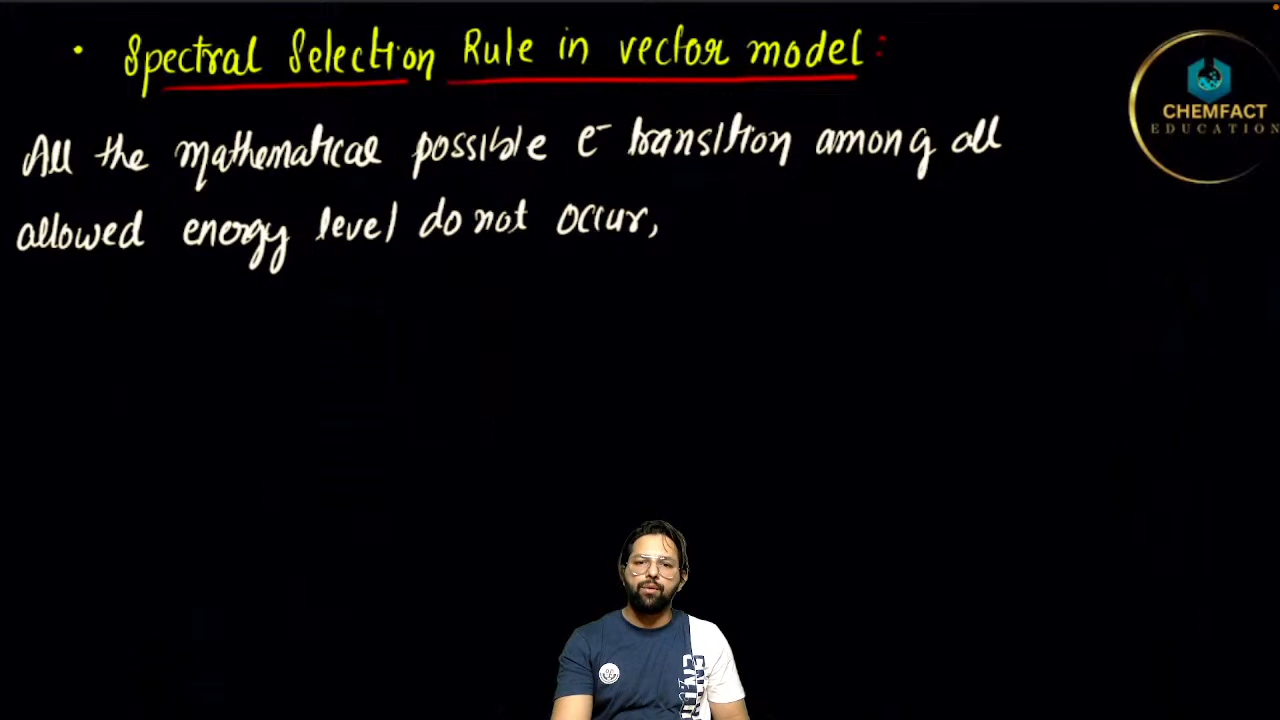 • Spectral Selection Rule in vector model :
All the mathematical possible e⁻ transition among all
allowed energy level do not occur,
CHEMFACT
EDUCATION